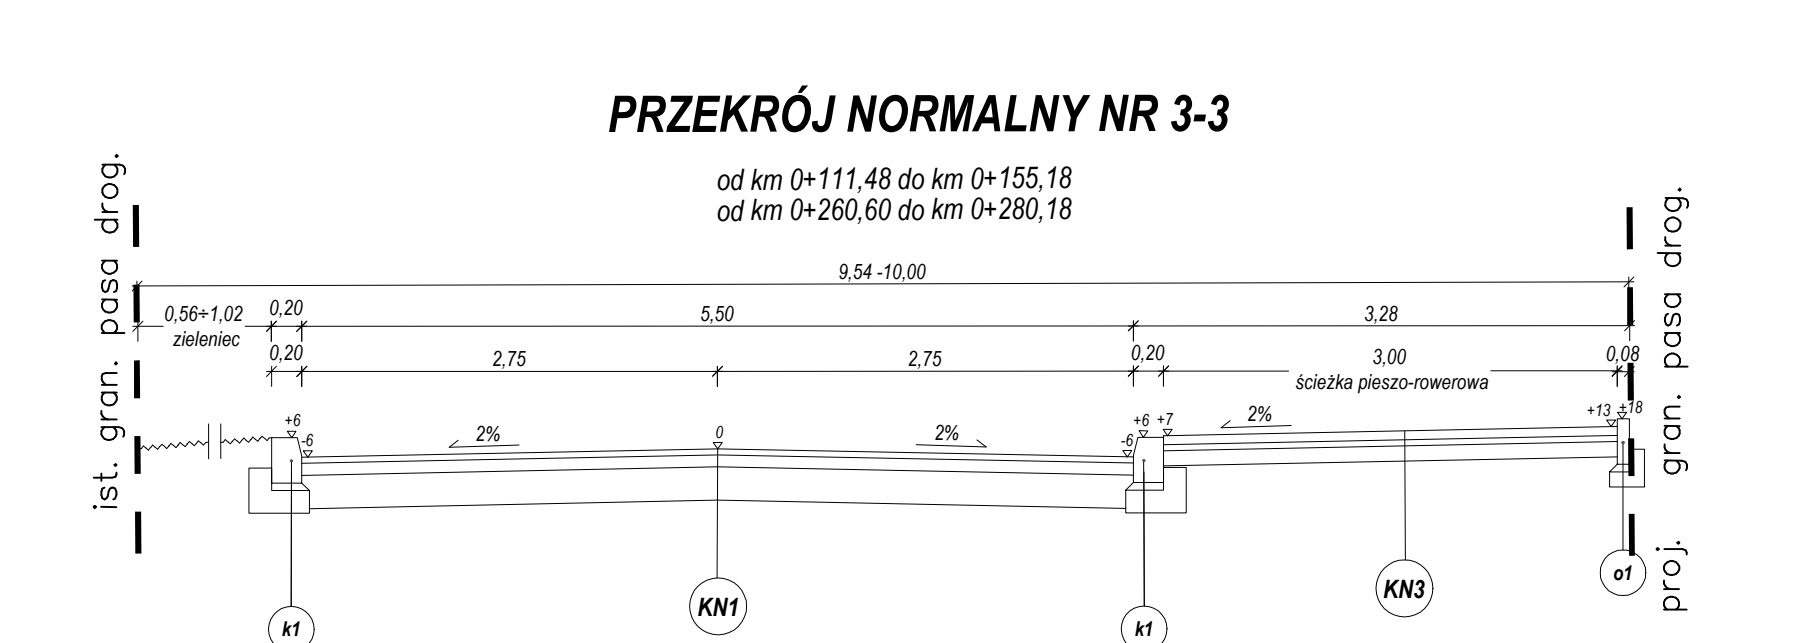 PRZEKRÓJ NORMALNY NR 3-3
od km 0+111,48 do km 0+155,18
od km 0+260,60 do km 0+280,18
ist. gran. pasa drog.
proj. gran. pasa drog.
9,54 -10,00
0,56÷1,02 0,20 5,50 3,28
zieleniec
0,20 2,75 2,75 0,20 3,00 0,08
ścieżka pieszo-rowerowa
+6 -6 2% 0 2% -6 +6 +7 2% +13 +18
k1 KN1 k1 KN3 o1